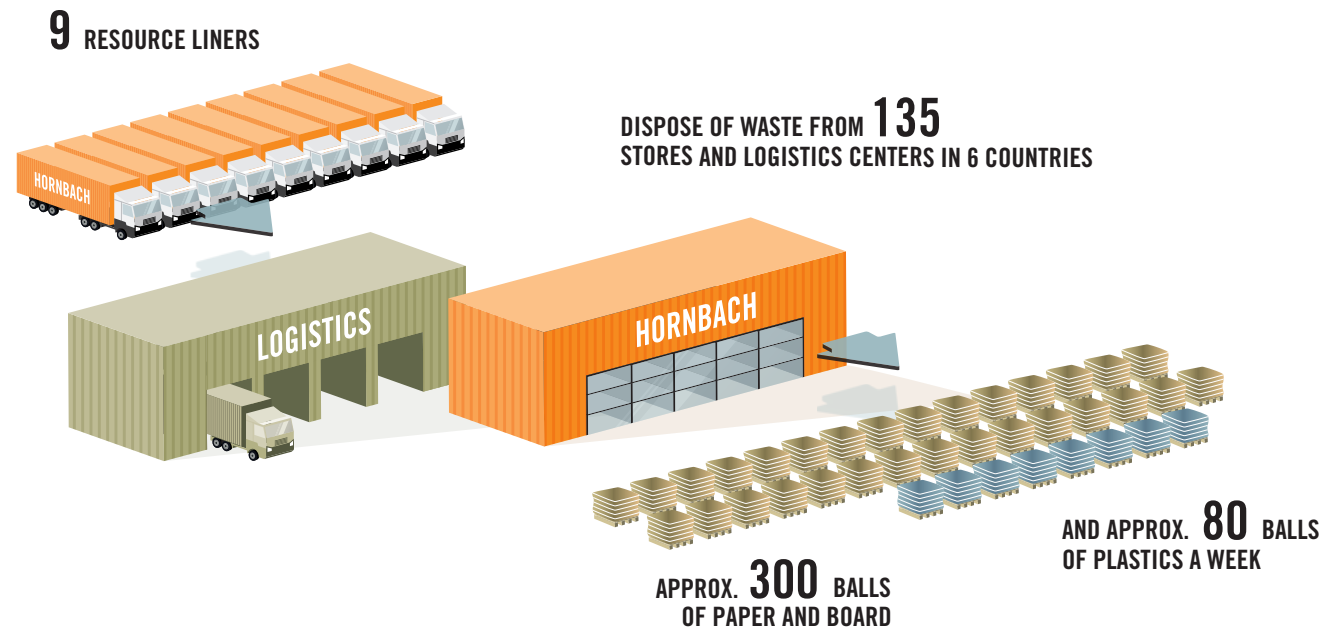 9 RESOURCE LINERS
DISPOSE OF WASTE FROM 135
STORES AND LOGISTICS CENTERS IN 6 COUNTRIES
HORNBACH
LOGISTICS
HORNBACH
APPROX. 300 BALLS
OF PAPER AND BOARD
AND APPROX. 80 BALLS
OF PLASTICS A WEEK